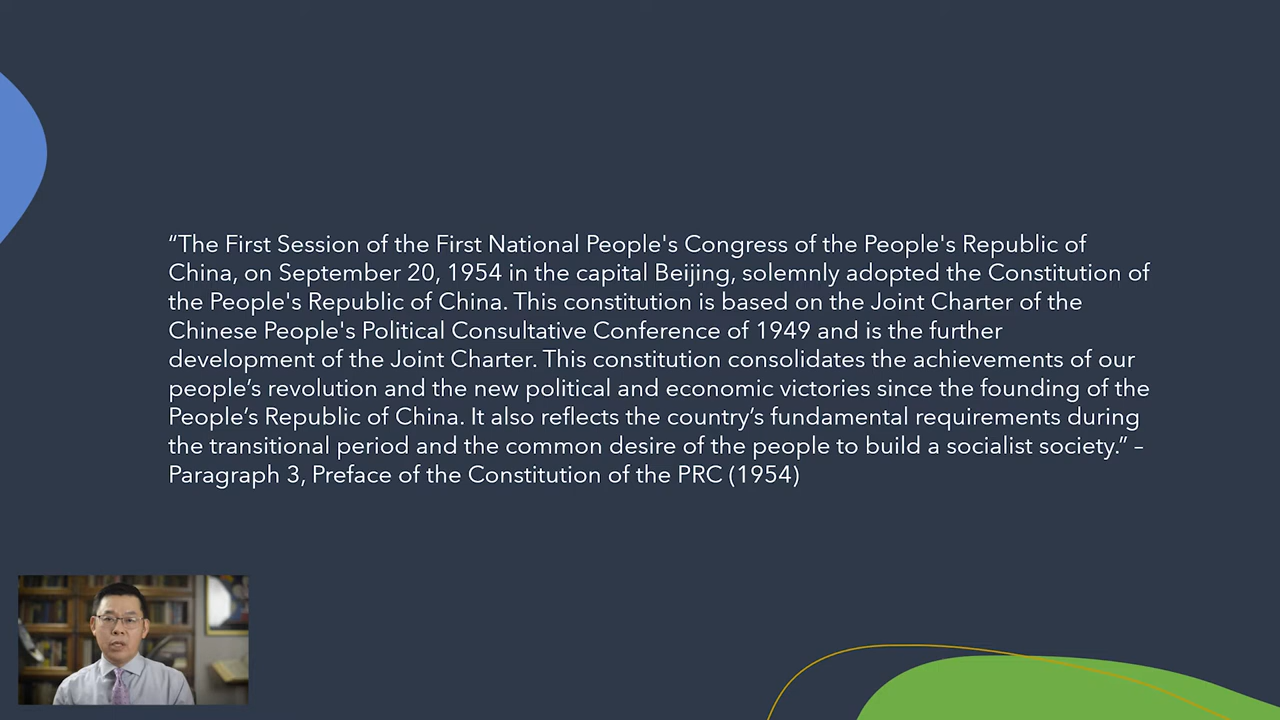 “The First Session of the First National People's Congress of the People's Republic of
China, on September 20, 1954 in the capital Beijing, solemnly adopted the Constitution of
the People's Republic of China. This constitution is based on the Joint Charter of the
Chinese People's Political Consultative Conference of 1949 and is the further
development of the Joint Charter. This constitution consolidates the achievements of our
people’s revolution and the new political and economic victories since the founding of the
People’s Republic of China. It also reflects the country’s fundamental requirements during
the transitional period and the common desire of the people to build a socialist society.” –
Paragraph 3, Preface of the Constitution of the PRC (1954)